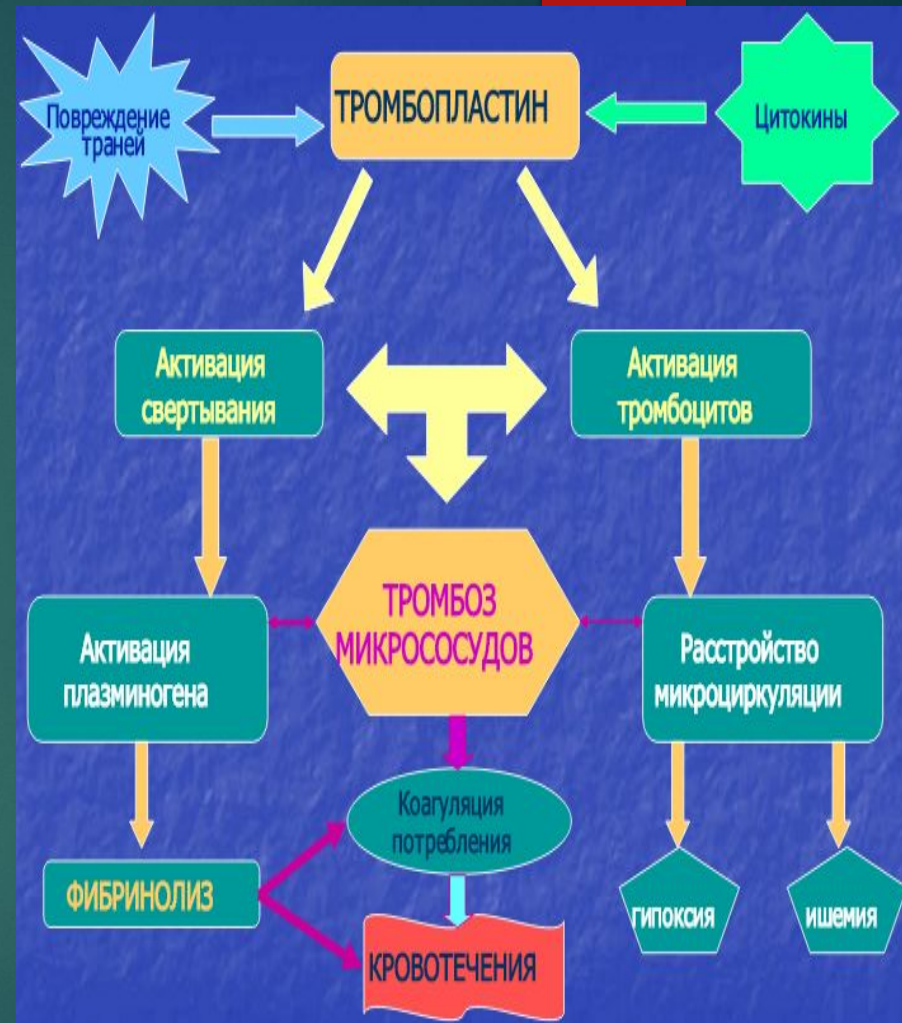 Повреждение
траней
ТРОМБОПЛАСТИН
Цитокины
Активация
свертывания
Активация
тромбоцитов
Активация
плазминогена
ТРОМБОЗ
МИКРОСОСУДОВ
Расстройство
микроциркуляции
Коагуляция
потребления
ФИБРИНОЛИЗ
гипоксия
ишемия
КРОВОТЕЧЕНИЯ